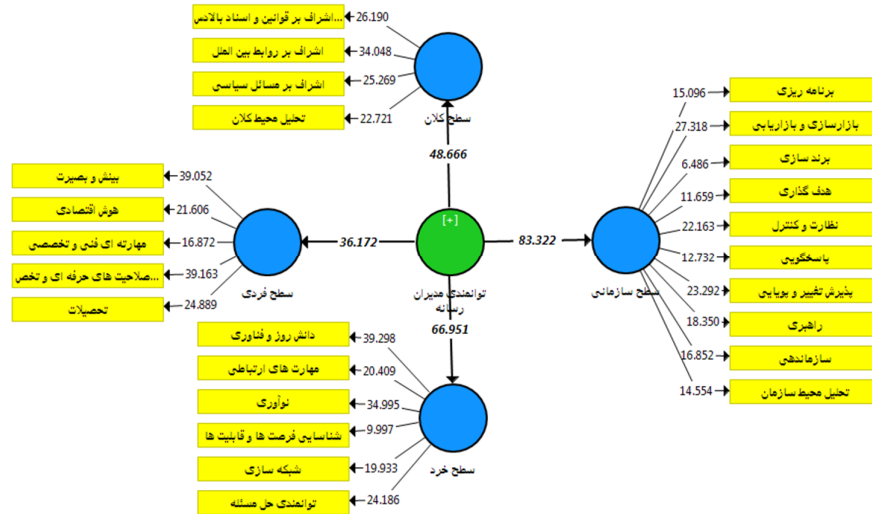 اشراف بر قوانین و اسناد بالادس...
26.190
اشراف بر روابط بین الملل
34.048
اشراف بر مسائل سیاسی
25.269
تحلیل محیط کلان
22.721
سطح کلان
48.666
بینش و بصیرت
39.052
هوش اقتصادی
21.606
مهارته ای فنی و تخصصی
16.872
صلاحیت های حرفه ای و تخص...
39.163
تحصیلات
24.889
سطح فردی
36.172
[+]
توانمندی مدیران
رسانه
83.322
سطح سازمانی
15.096
برنامه ریزی
27.318
بازارسازی و بازاریابی
6.486
برند سازی
11.659
هدف گذاری
22.163
نظارت و کنترل
12.732
پاسخگویی
23.292
پذیرش تغییر و پویایی
18.350
راهبری
16.852
سازماندهی
14.554
تحلیل محیط سازمان
66.951
دانش روز و فناوری
39.298
مهارت های ارتباطی
20.409
نوآوری
34.995
شناسایی فرصت ها و قابلیت ها
9.997
شبکه سازی
19.933
توانمندی حل مسئله
24.186
سطح خرد